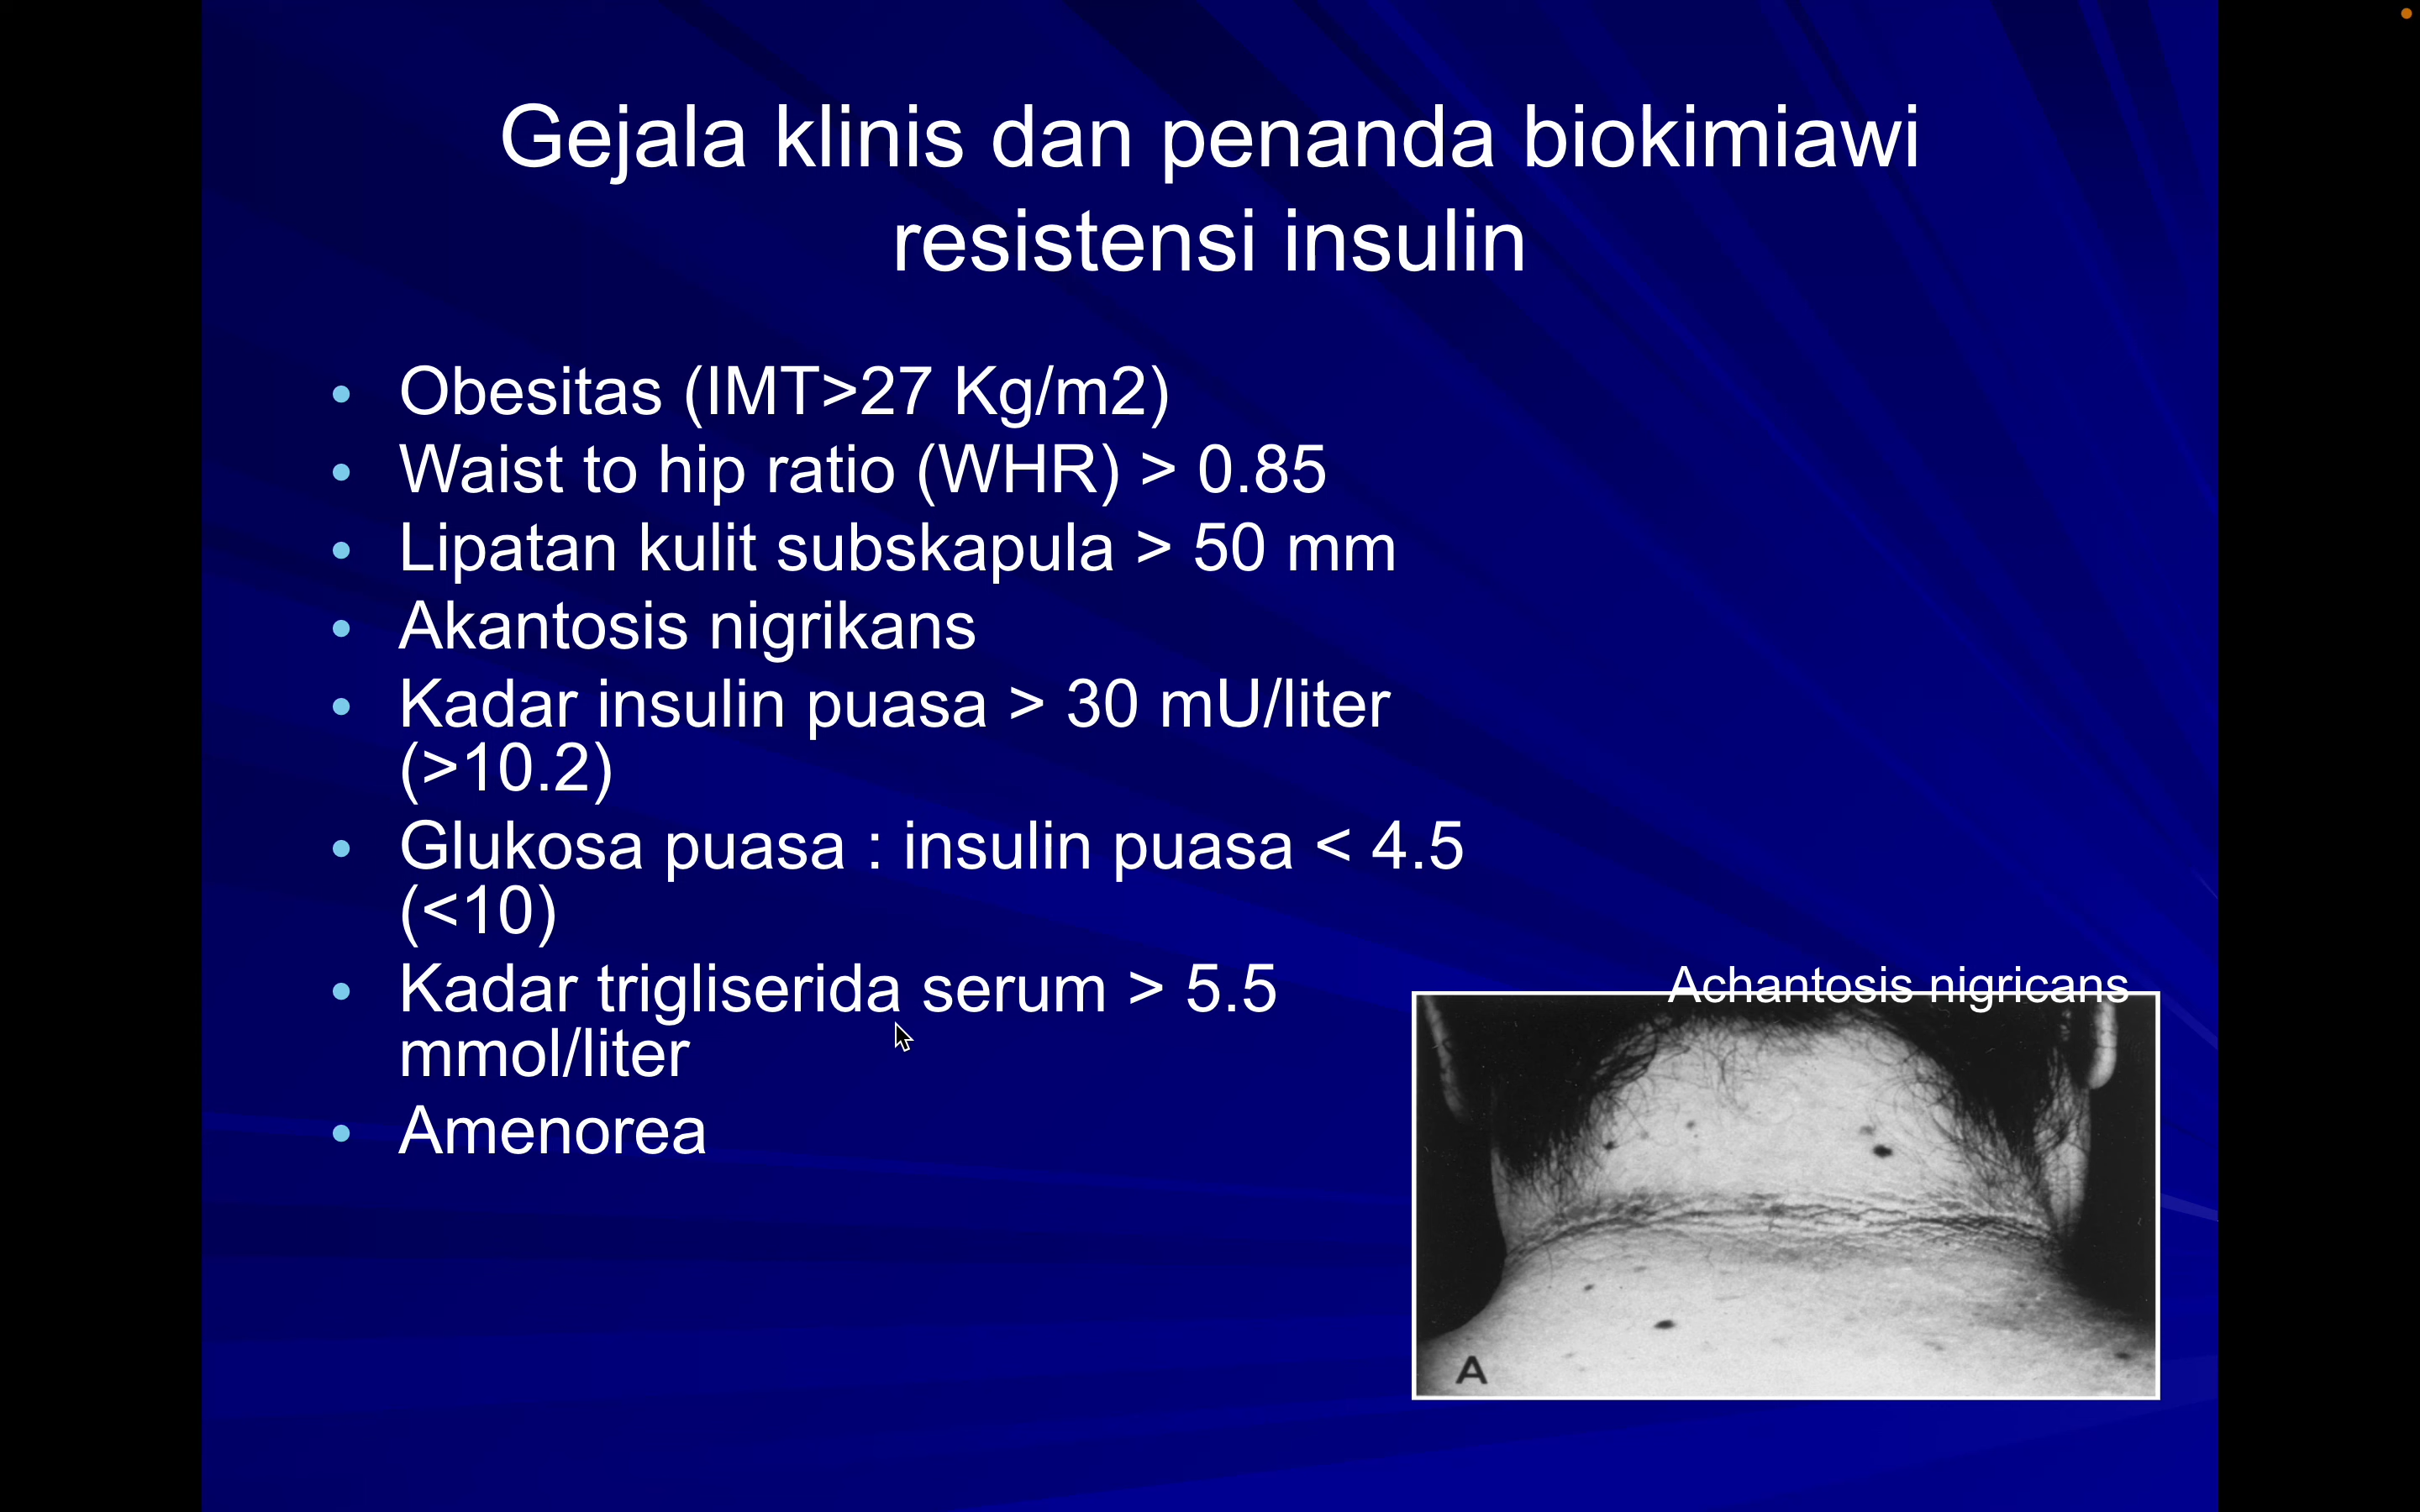 Gejala klinis dan penanda biokimiawi
resistensi insulin
• Obesitas (IMT>27 Kg/m2)
• Waist to hip ratio (WHR) > 0.85
• Lipatan kulit subskapula > 50 mm
• Akantosis nigrikans
• Kadar insulin puasa > 30 mU/liter
(>10.2)
• Glukosa puasa : insulin puasa < 4.5
(<10)
• Kadar trigliserida serum > 5.5
mmol/liter
• Amenorea
Achantosis nigricans
A